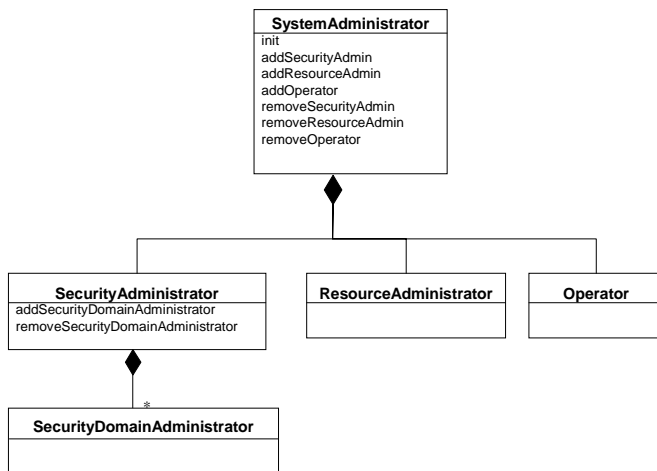 SystemAdministrator
init
addSecurityAdmin
addResourceAdmin
addOperator
removeSecurityAdmin
removeResourceAdmin
removeOperator
SecurityAdministrator
addSecurityDomainAdministrator
removeSecurityDomainAdministrator
ResourceAdministrator
Operator
*
SecurityDomainAdministrator